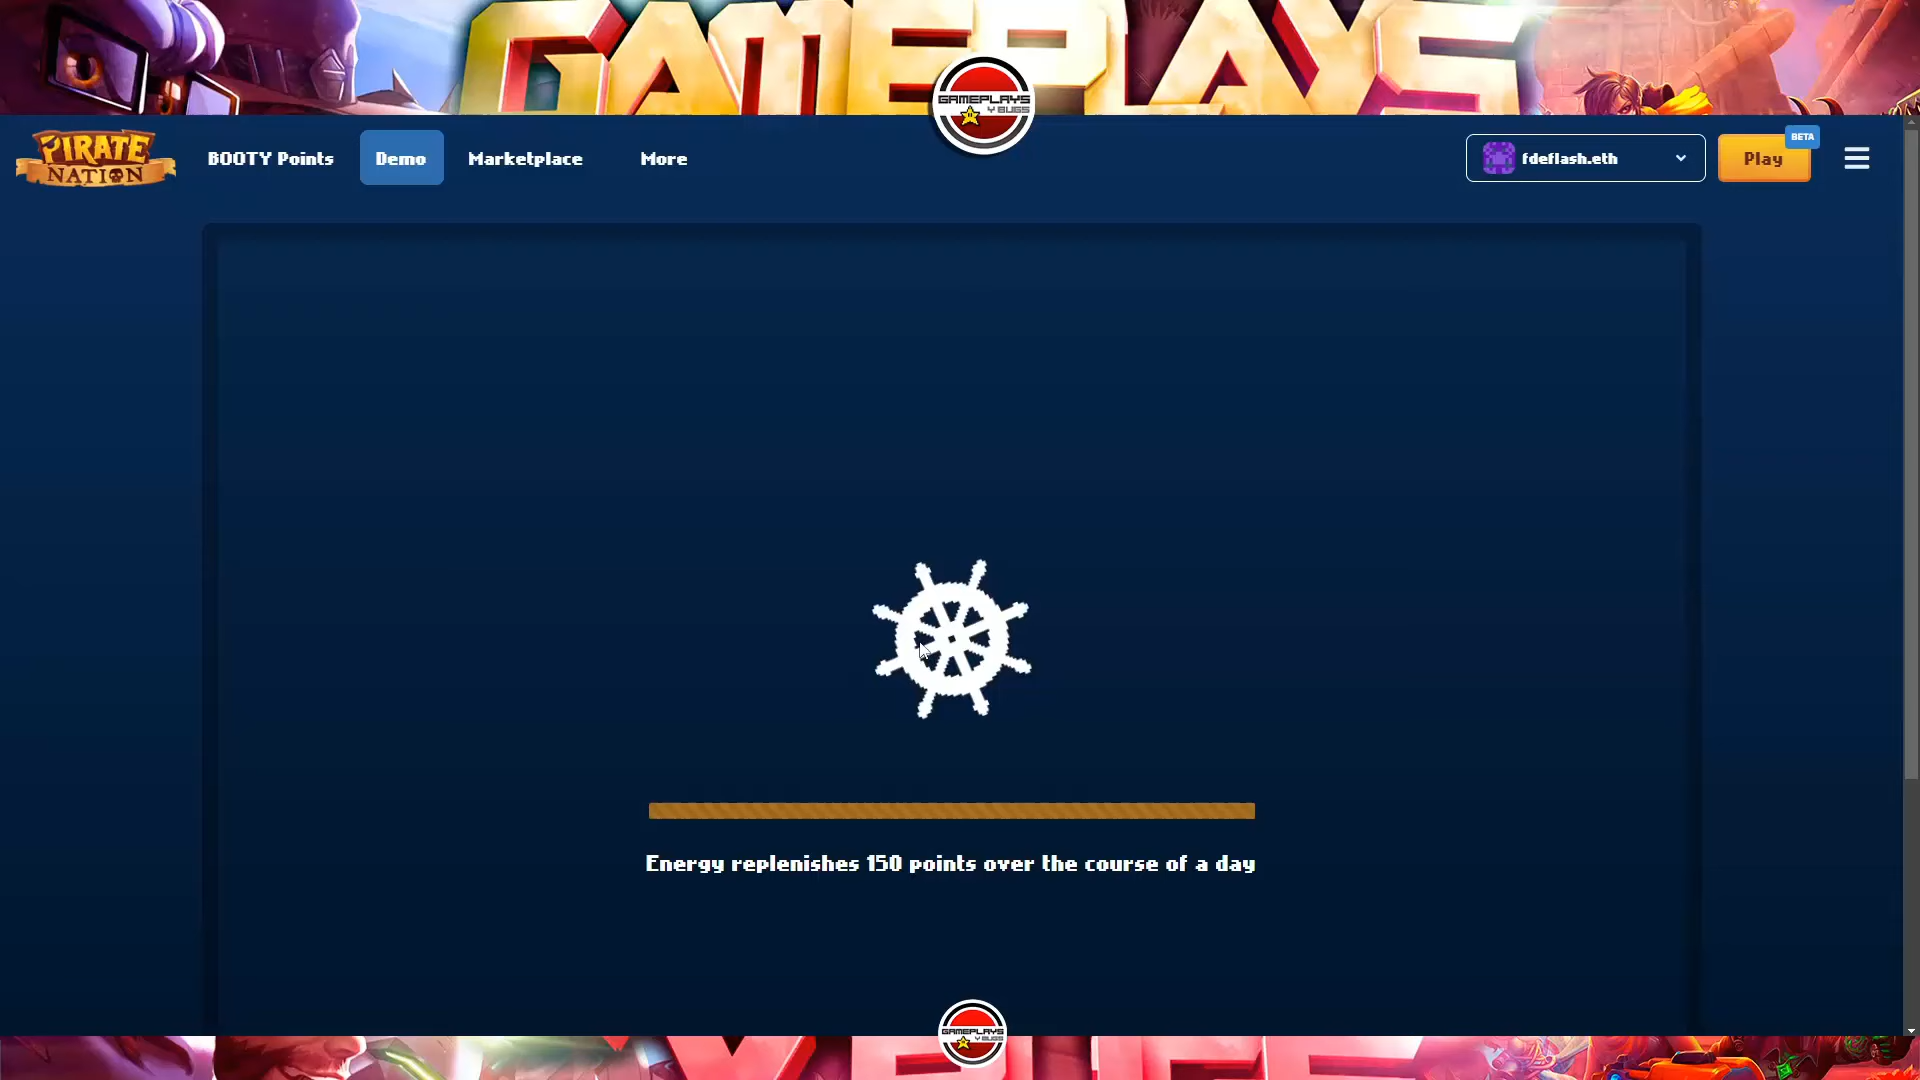 GAMEPLAYS
GAMEPLAYS
Y BUGS
PIRATE
NATION
BOOTY Points
Demo
Marketplace
More
fdeflash.eth
Play
BETA
Energy replenishes 150 points over the course of a day
GAMEPLAYS
Y BUGS